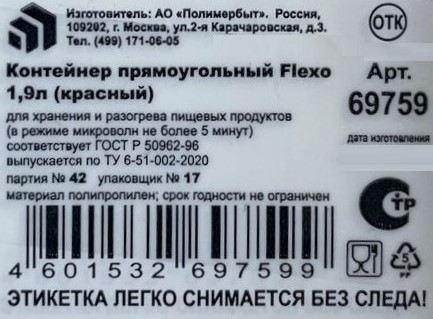 Изготовитель: АО «Полимербыт». Россия,
109202, г. Москва, ул.2-я Карачаровская, д.3.
Тел. (499) 171-06-05
ОТК
Контейнер прямоугольный Flexo
1,9л (красный)
Арт.
69759
для хранения и разогрева пищевых продуктов
(в режиме микроволн не более 5 минут)
соответствует ГОСТ Р 50962-96
выпускается по ТУ 6-51-002-2020
дата изготовления
партия № 42 упаковщик № 17
материал полипропилен; срок годности не ограничен
СТР
4 601532 697599
5
PP
ЭТИКЕТКА ЛЕГКО СНИМАЕТСЯ БЕЗ СЛЕДА!